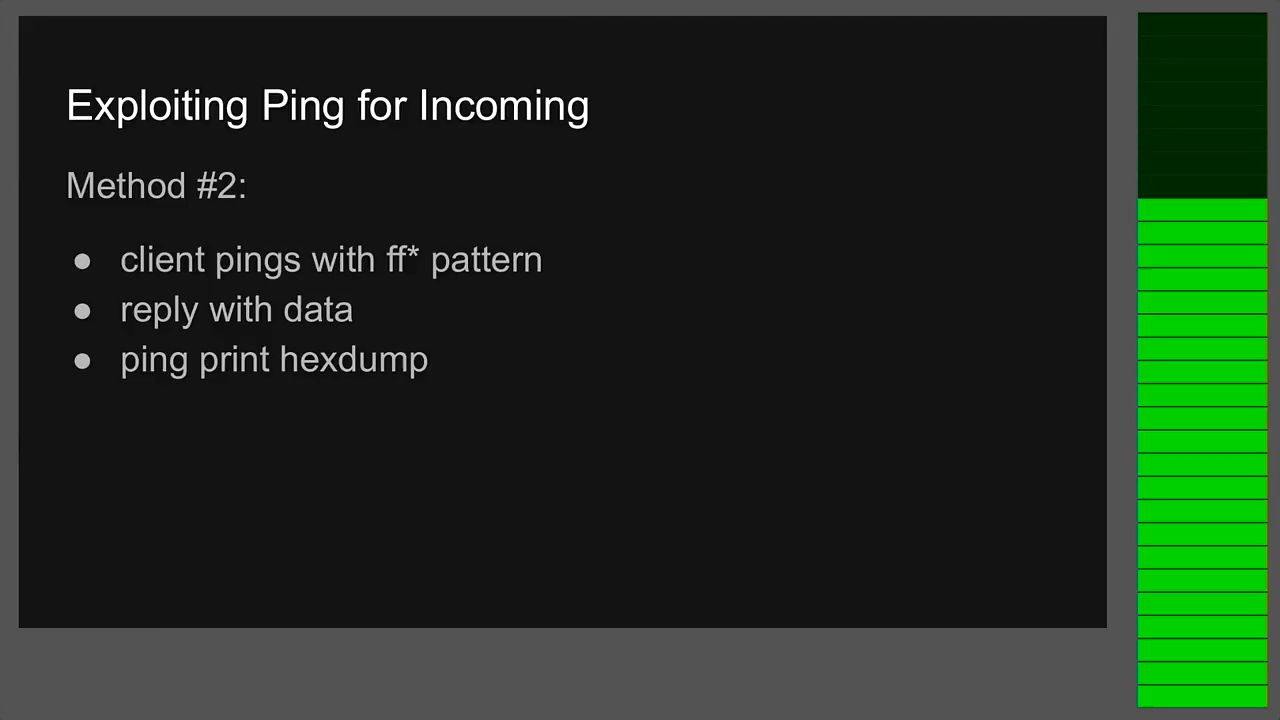 Exploiting Ping for Incoming
Method #2:
● client pings with ff* pattern
● reply with data
● ping print hexdump